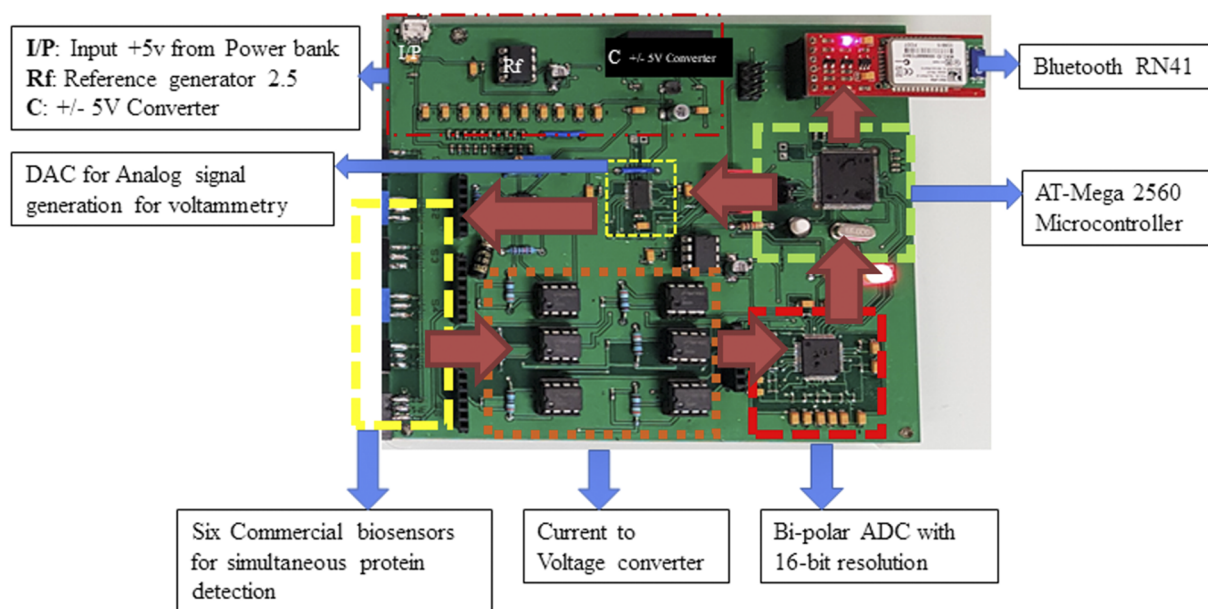 I/P: Input +5v from Power bank
Rf: Reference generator 2.5
C: +/- 5V Converter
I/P
Rf
C +/- 5V Converter
Bluetooth RN41
DAC for Analog signal
generation for voltammetry
AT-Mega 2560
Microcontroller
Six Commercial biosensors
for simultaneous protein
detection
Current to
Voltage converter
Bi-polar ADC with
16-bit resolution